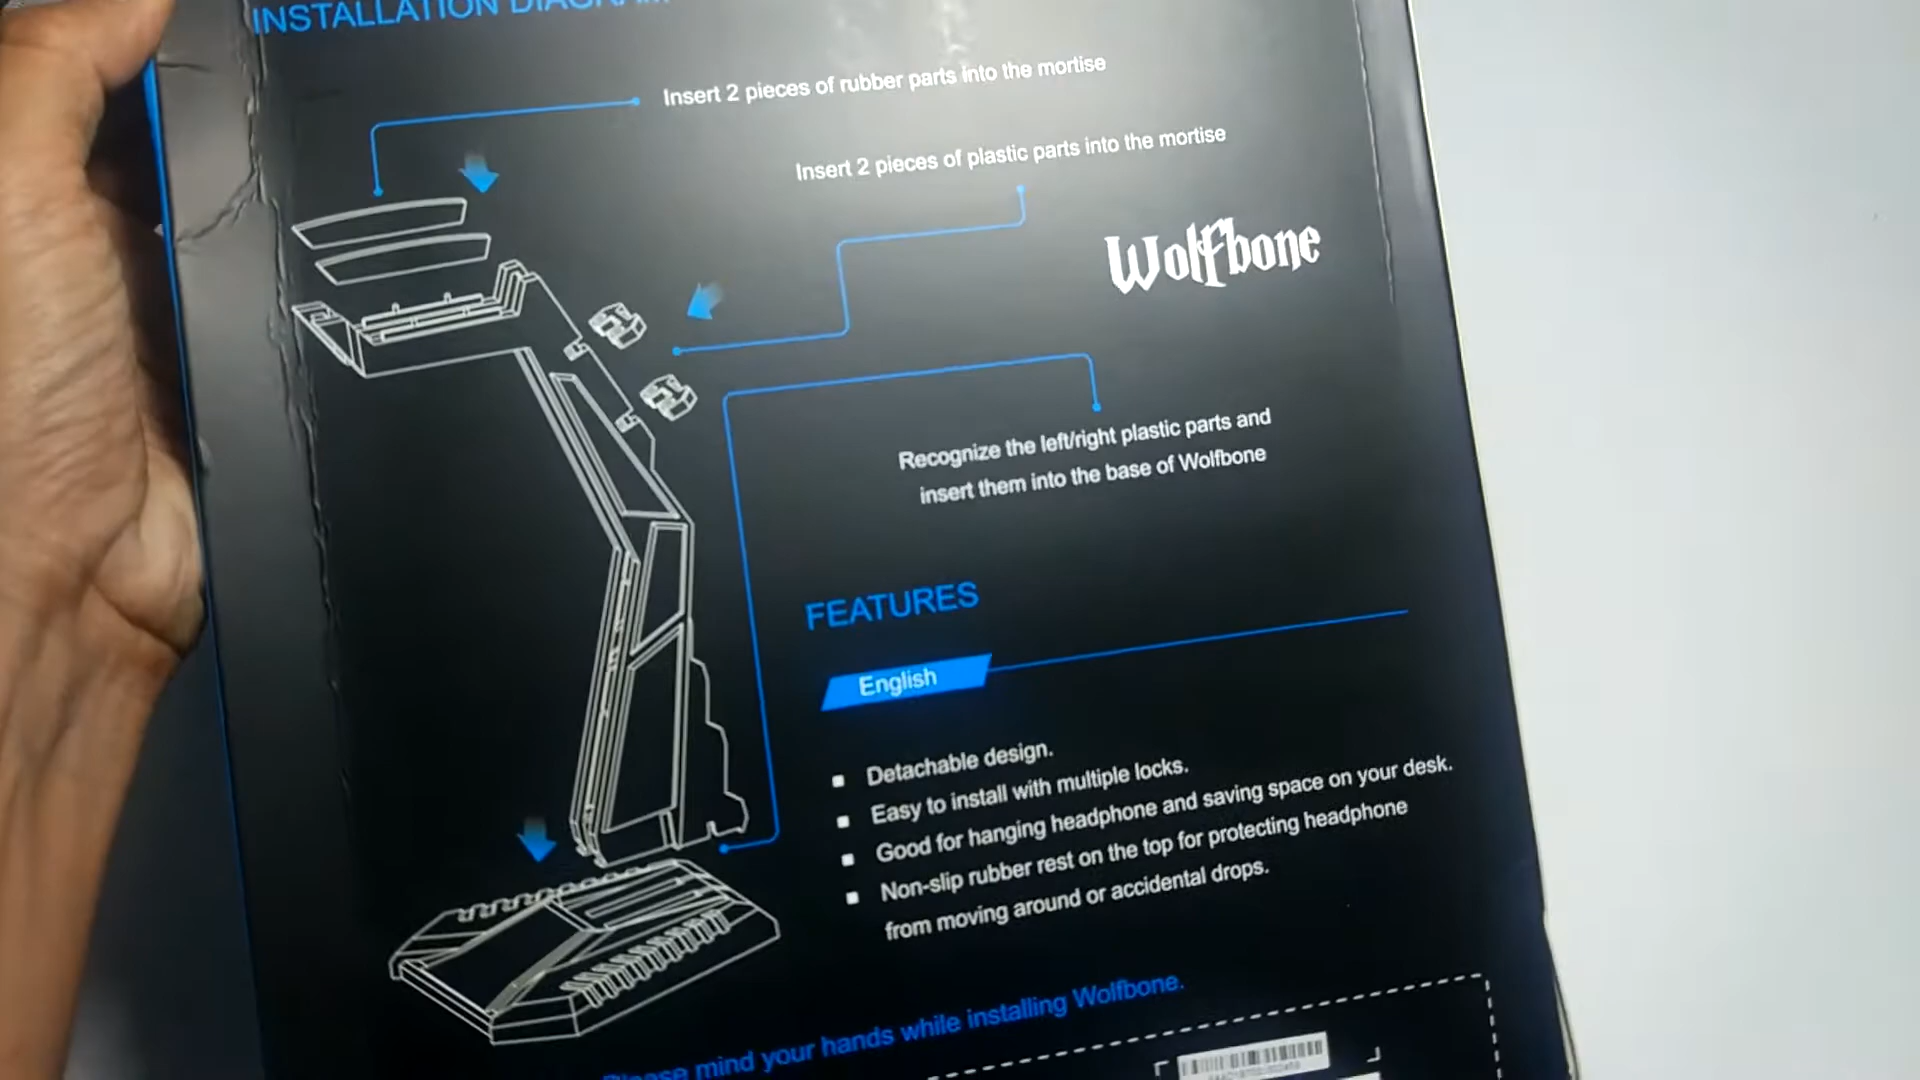 INSTALLATION DIAGRAM
Insert 2 pieces of rubber parts into the mortise
Insert 2 pieces of plastic parts into the mortise
Wolfbone
Recognize the left/right plastic parts and
insert them into the base of Wolfbone
FEATURES
English
Detachable design.
Easy to install with multiple locks.
Good for hanging headphone and saving space on your desk.
Non-slip rubber rest on the top for protecting headphone
from moving around or accidental drops.
Please mind your hands while installing Wolfbone.